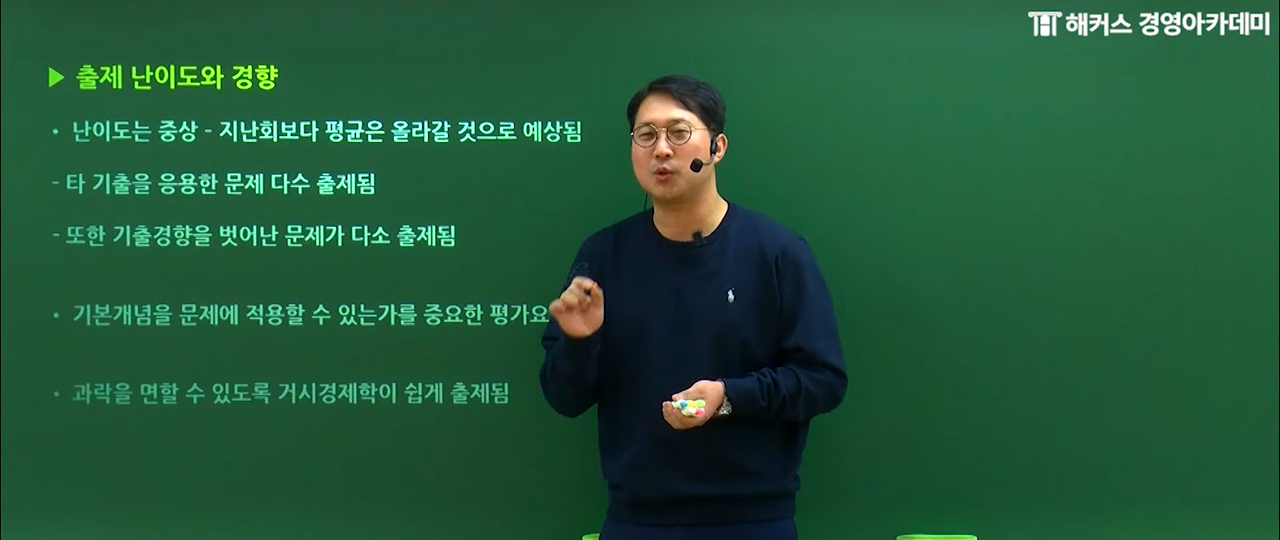 해커스 경영아카데미
▶ 출제 난이도와 경향
• 난이도는 중상 - 지난회보다 평균은 올라갈 것으로 예상됨
- 타 기출을 응용한 문제 다수 출제됨
- 또한 기출경향을 벗어난 문제가 다소 출제됨
• 기본개념을 문제에 적용할 수 있는가를 중요한 평가요
• 과락을 면할 수 있도록 거시경제학이 쉽게 출제됨